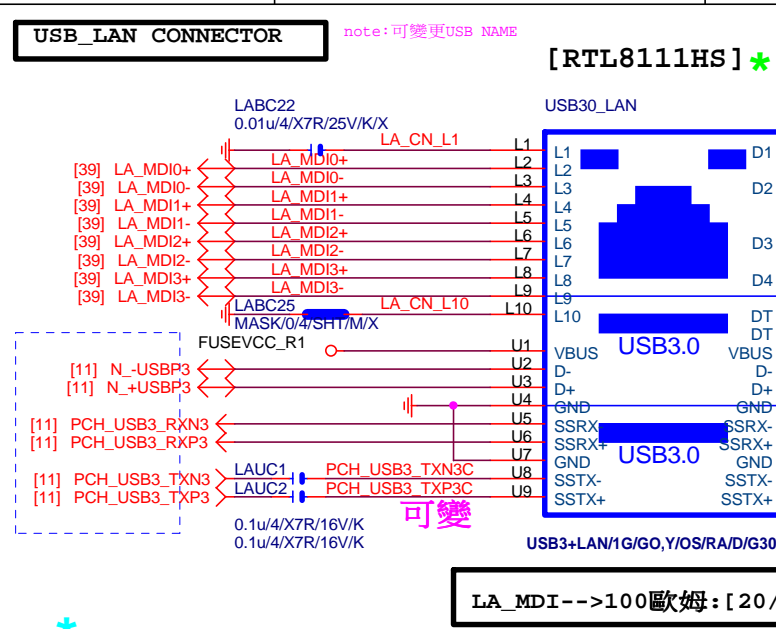 USB_LAN CONNECTOR
note:可變更USB NAME
[RTL8111HS]*
LABC22
0.01u/4/X7R/25V/K/X
USB30_LAN
LA_CN_L1
L1
L1
D1
[39] LA_MDI0+
LA_MDI0+
L2
L2
[39] LA_MDI0-
LA_MDI0-
L3
L3
D2
[39] LA_MDI1+
LA_MDI1+
L4
L4
[39] LA_MDI1-
LA_MDI1-
L5
L5
[39] LA_MDI2+
LA_MDI2+
L6
L6
D3
[39] LA_MDI2-
LA_MDI2-
L7
L7
[39] LA_MDI3+
LA_MDI3+
L8
L8
D4
[39] LA_MDI3-
LA_MDI3-
L9
L9
LABC25
LA_CN_L10
L10
L10
DT
MASK/0/4/SHT/M/X
DT
FUSEVCC_R1
U1
VBUS
USB3.0
VBUS
[11] N_-USBP3
U2
D-
D-
[11] N_+USBP3
U3
D+
D+
U4
GND
GND
[11] PCH_USB3_RXN3
U5
SSRX-
SSRX-
[11] PCH_USB3_RXP3
U6
SSRX+
SSRX+
U7
GND
USB3.0
GND
[11] PCH_USB3_TXN3
LAUC1
PCH_USB3_TXN3C
U8
SSTX-
SSTX-
[11] PCH_USB3_TXP3
LAUC2
PCH_USB3_TXP3C
U9
SSTX+
SSTX+
可變
0.1u/4/X7R/16V/K
0.1u/4/X7R/16V/K
USB3+LAN/1G/GO,Y/OS/RA/D/G30
LA_MDI-->100歐姆:[20/
*